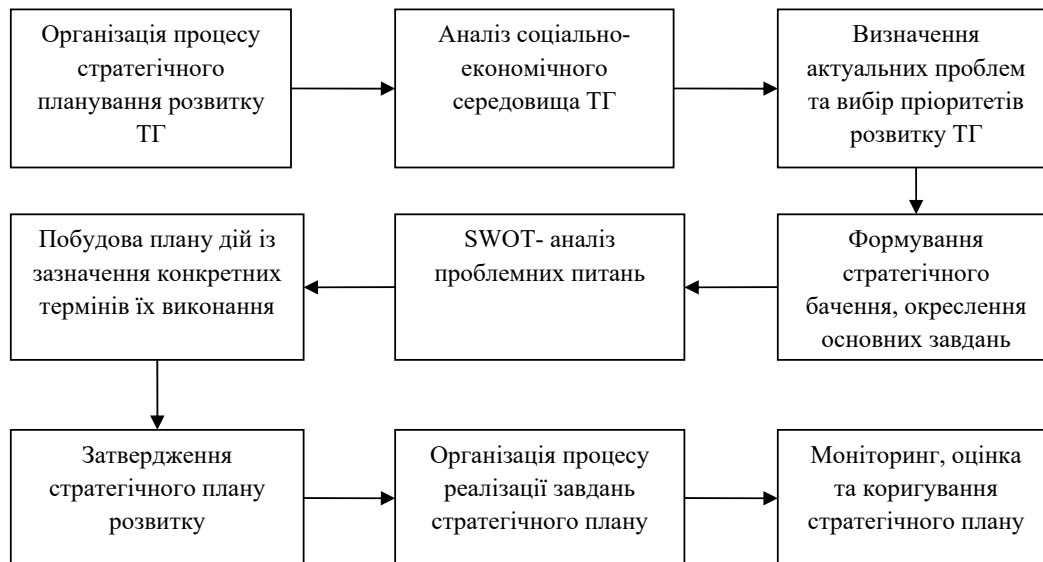 Організація процесу
стратегічного
планування розвитку
ТГ
Аналіз соціально-
економічного
середовища ТГ
Визначення
актуальних проблем
та вибір пріоритетів
розвитку ТГ
Формування
стратегічного
бачення, окреслення
основних завдань
SWOT- аналіз
проблемних питань
Побудова плану дій із
зазначення конкретних
термінів їх виконання
Затвердження
стратегічного плану
розвитку
Організація процесу
реалізації завдань
стратегічного плану
Моніторинг, оцінка
та коригування
стратегічного плану